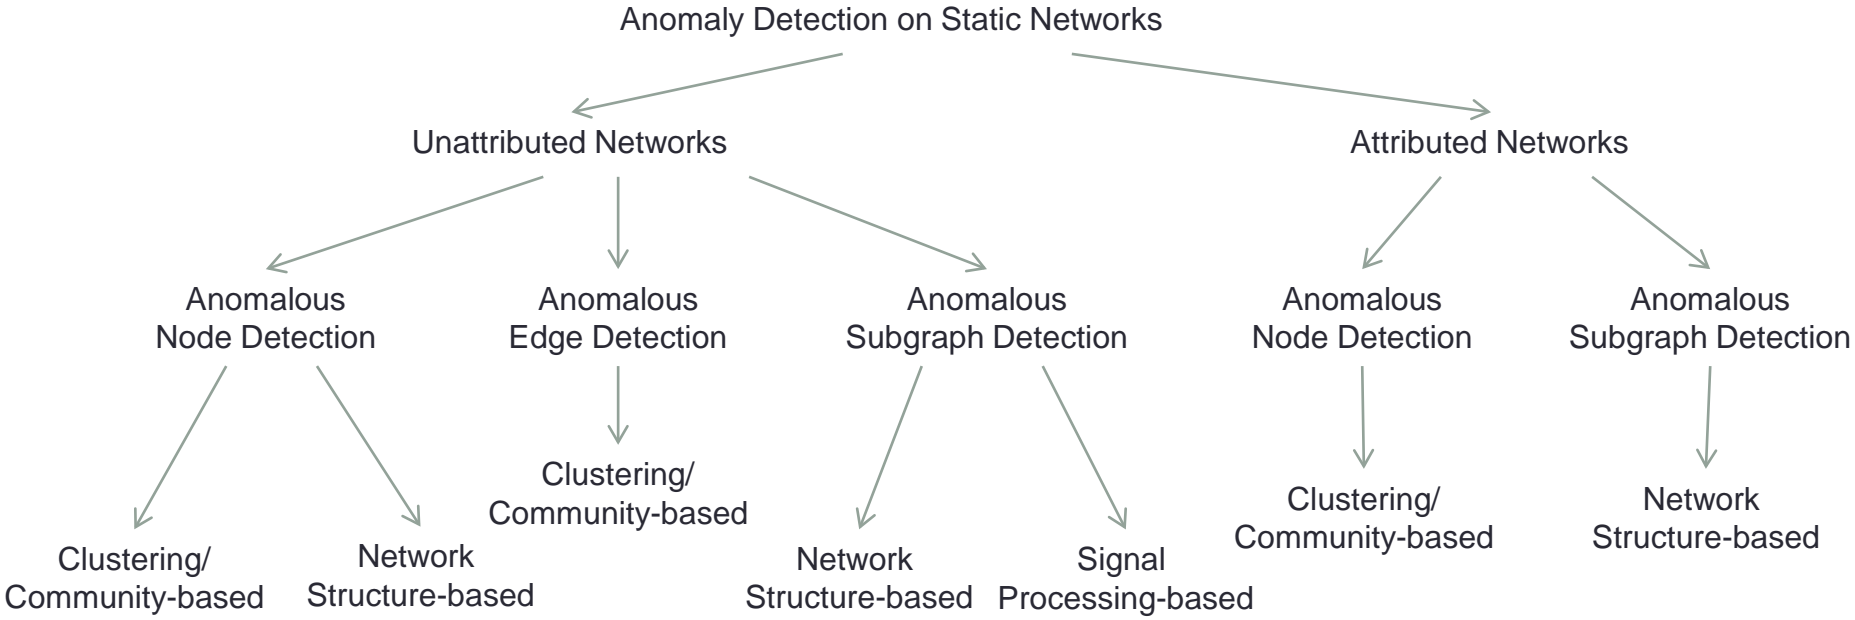 Anomaly Detection on Static Networks
Unattributed Networks
Attributed Networks
Anomalous
Node Detection
Anomalous
Edge Detection
Anomalous
Subgraph Detection
Anomalous
Node Detection
Anomalous
Subgraph Detection
Clustering/
Community-based
Network
Structure-based
Clustering/
Community-based
Network
Structure-based
Signal
Processing-based
Clustering/
Community-based
Network
Structure-based